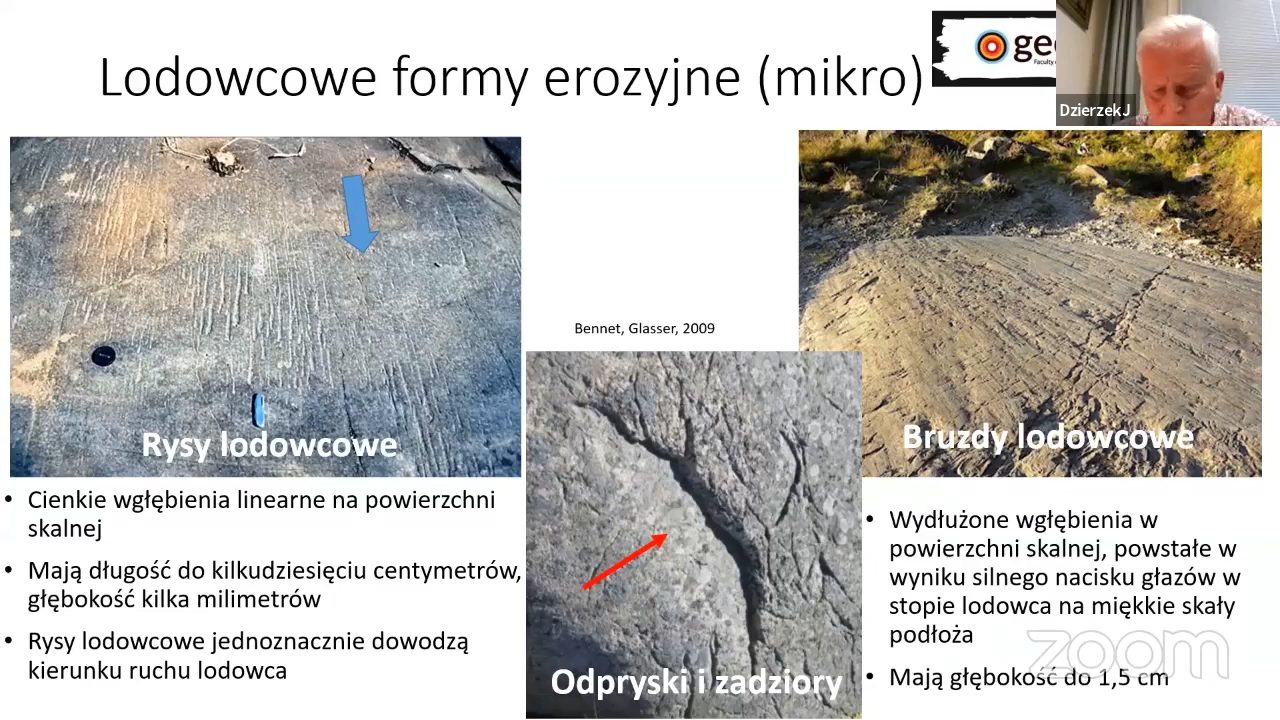 Lodowcowe formy erozyjne (mikro)
Faculty
DzierzekJ
Bennet, Glasser, 2009
Rysy lodowcowe
• Cienkie wgłębienia linearne na powierzchni
skalnej
• Mają długość do kilkudziesięciu centymetrów,
głębokość kilka milimetrów
• Rysy lodowcowe jednoznacznie dowodzą
kierunku ruchu lodowca
Odpryski i zadziory
Bruzdy lodowcowe
• Wydłużone wgłębienia w
powierzchni skalnej, powstałe w
wyniku silnego nacisku głazów w
stopie lodowca na miękkie skały
podłoża
• Mają głębokość do 1,5 cm
zoom